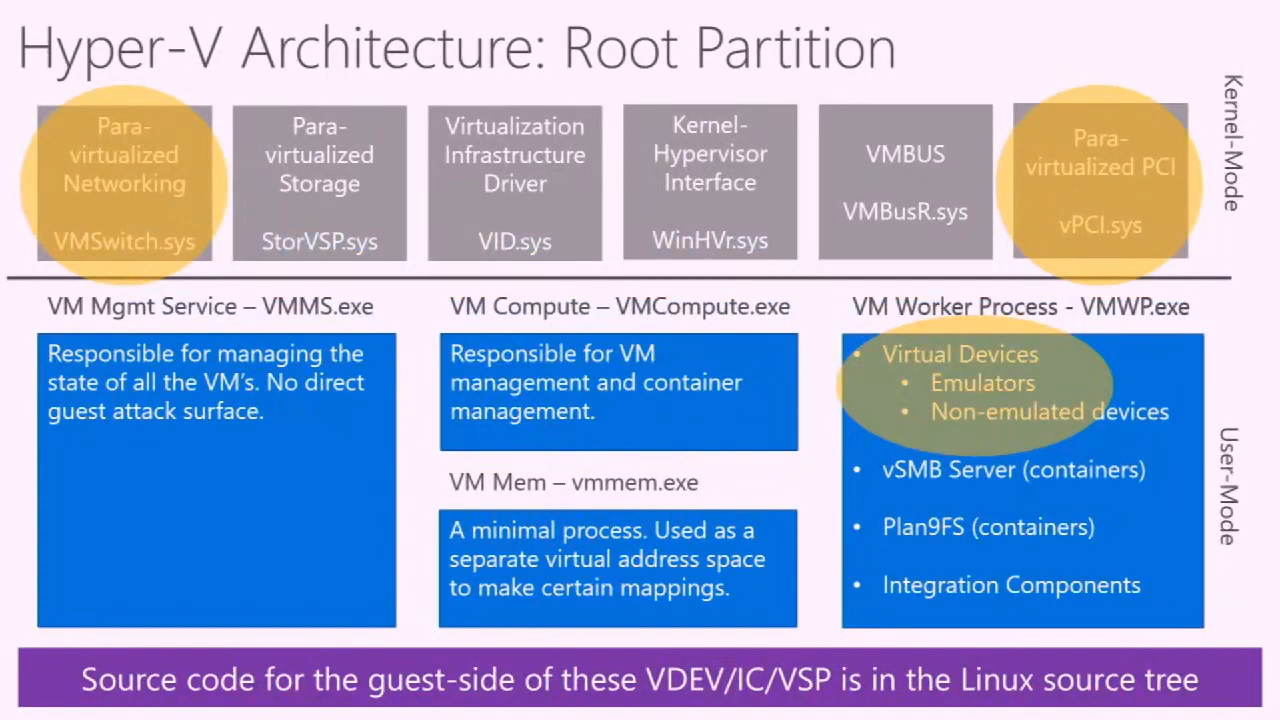 Hyper-V Architecture: Root Partition
Para-
virtualized
Networking
VMSwitch.sys
Para-
virtualized
Storage
StorVSP.sys
Virtualization
Infrastructure
Driver
VID.sys
Kernel-
Hypervisor
Interface
WinHVr.sys
VMBUS
VMBusR.sys
Para-
virtualized PCI
vPCI.sys
Kernel-Mode
VM Mgmt Service – VMMS.exe
Responsible for managing the
state of all the VM's. No direct
guest attack surface.
VM Compute – VMCompute.exe
Responsible for VM
management and container
management.
VM Mem – vmmem.exe
A minimal process. Used as a
separate virtual address space
to make certain mappings.
VM Worker Process - VMWP.exe
• Virtual Devices
• Emulators
• Non-emulated devices
• vSMB Server (containers)
• Plan9FS (containers)
• Integration Components
User-Mode
Source code for the guest-side of these VDEV/IC/VSP is in the Linux source tree